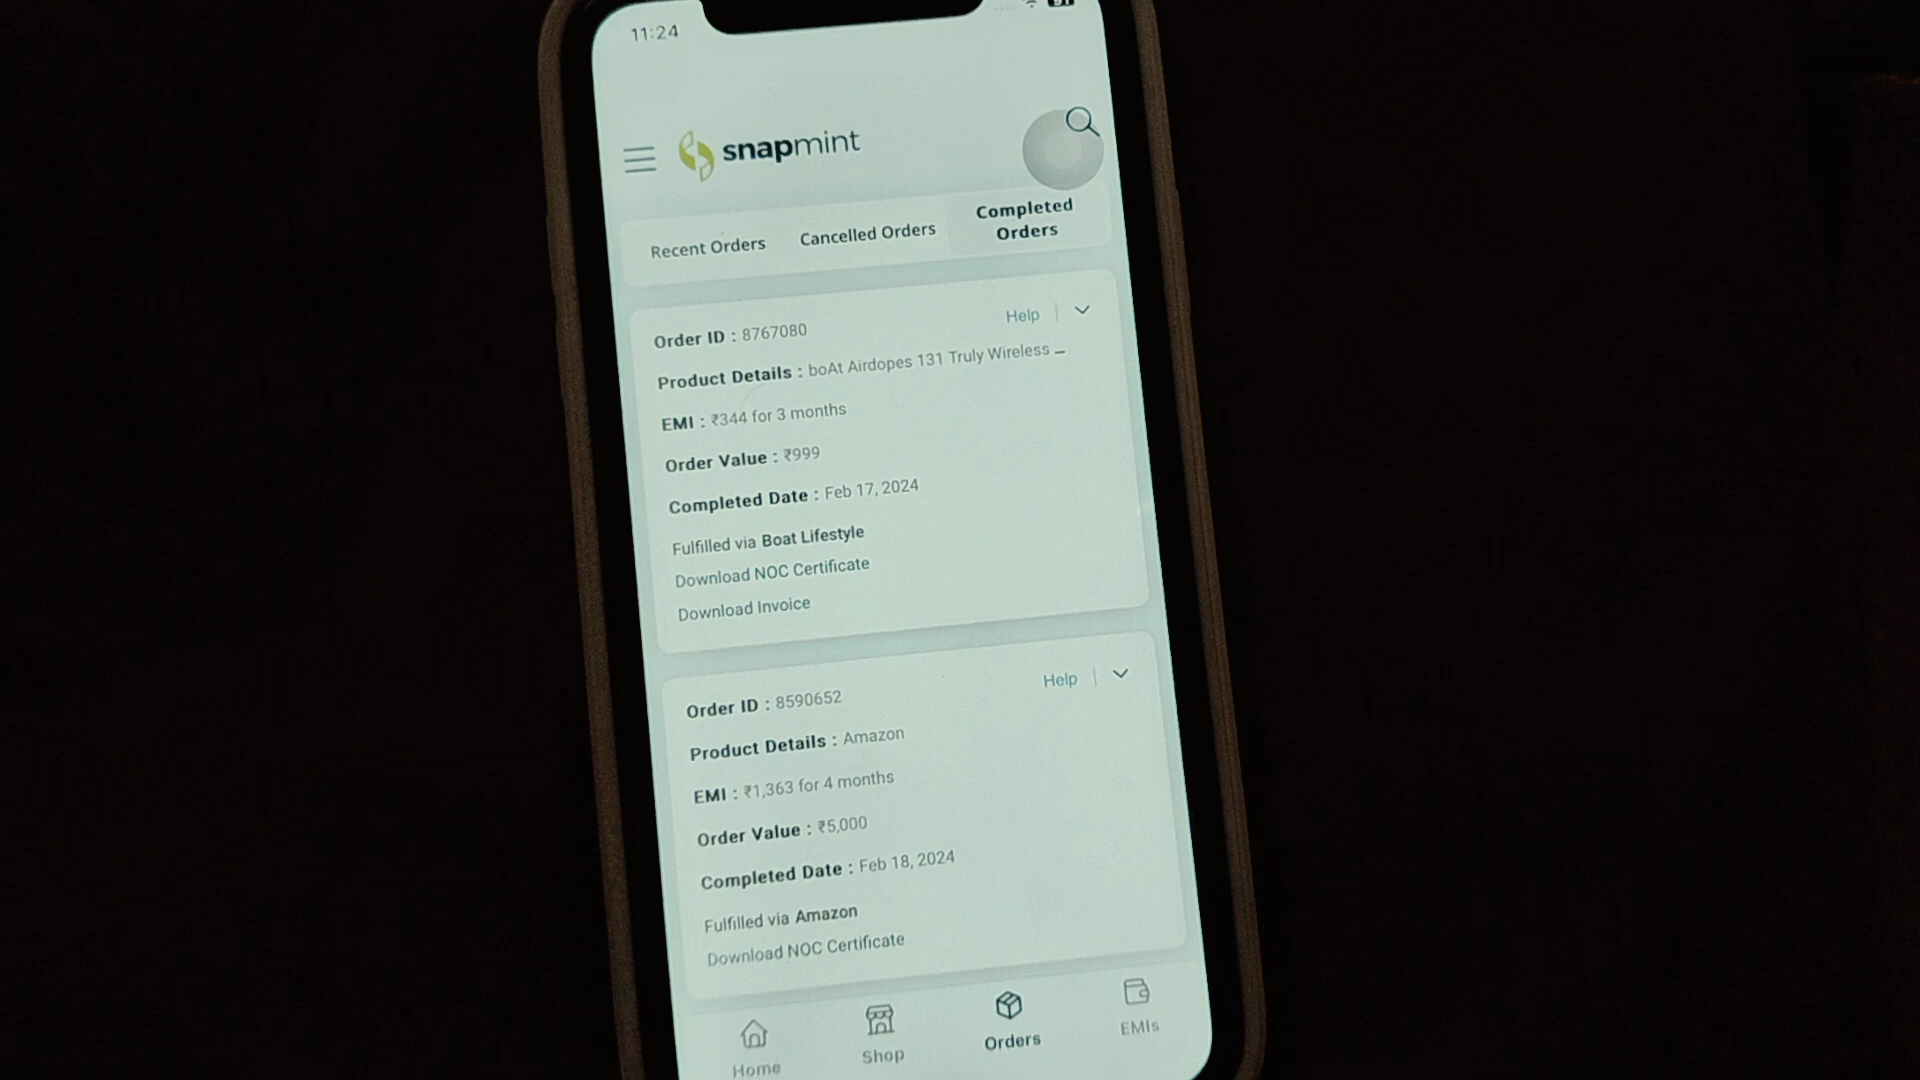 11:24
snapmint
Recent Orders
Cancelled Orders
Completed
Orders
Order ID : 8767080
Help
Product Details : boAt Airdopes 131 Truly Wireless ...
EMI : ₹344 for 3 months
Order Value : ₹999
Completed Date : Feb 17, 2024
Fulfilled via Boat Lifestyle
Download NOC Certificate
Download Invoice
Order ID : 8590652
Help
Product Details : Amazon
EMI : ₹1,363 for 4 months
Order Value : ₹5,000
Completed Date : Feb 18, 2024
Fulfilled via Amazon
Download NOC Certificate
Home
Shop
Orders
EMIs